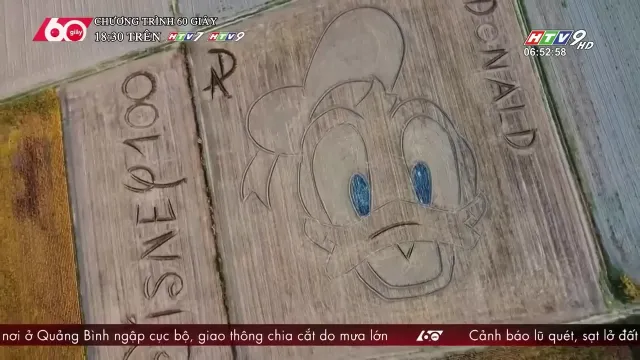 60 giây
CHƯƠNG TRÌNH 60 GIÂY
18:30 TRÊN HTV7 HTV9
HTV9 HD
06:52:58
DONALD
DISNEY100
nơi ở Quảng Bình ngập cục bộ, giao thông chia cắt do mưa lớn 60 giây Cảnh báo lũ quét, sạt lở đất